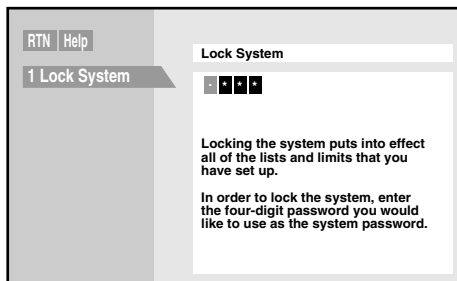 RTN Help
Lock System
1 Lock System
- * * *
Locking the system puts into effect
all of the lists and limits that you
have set up.
In order to lock the system, enter
the four-digit password you would
like to use as the system password.